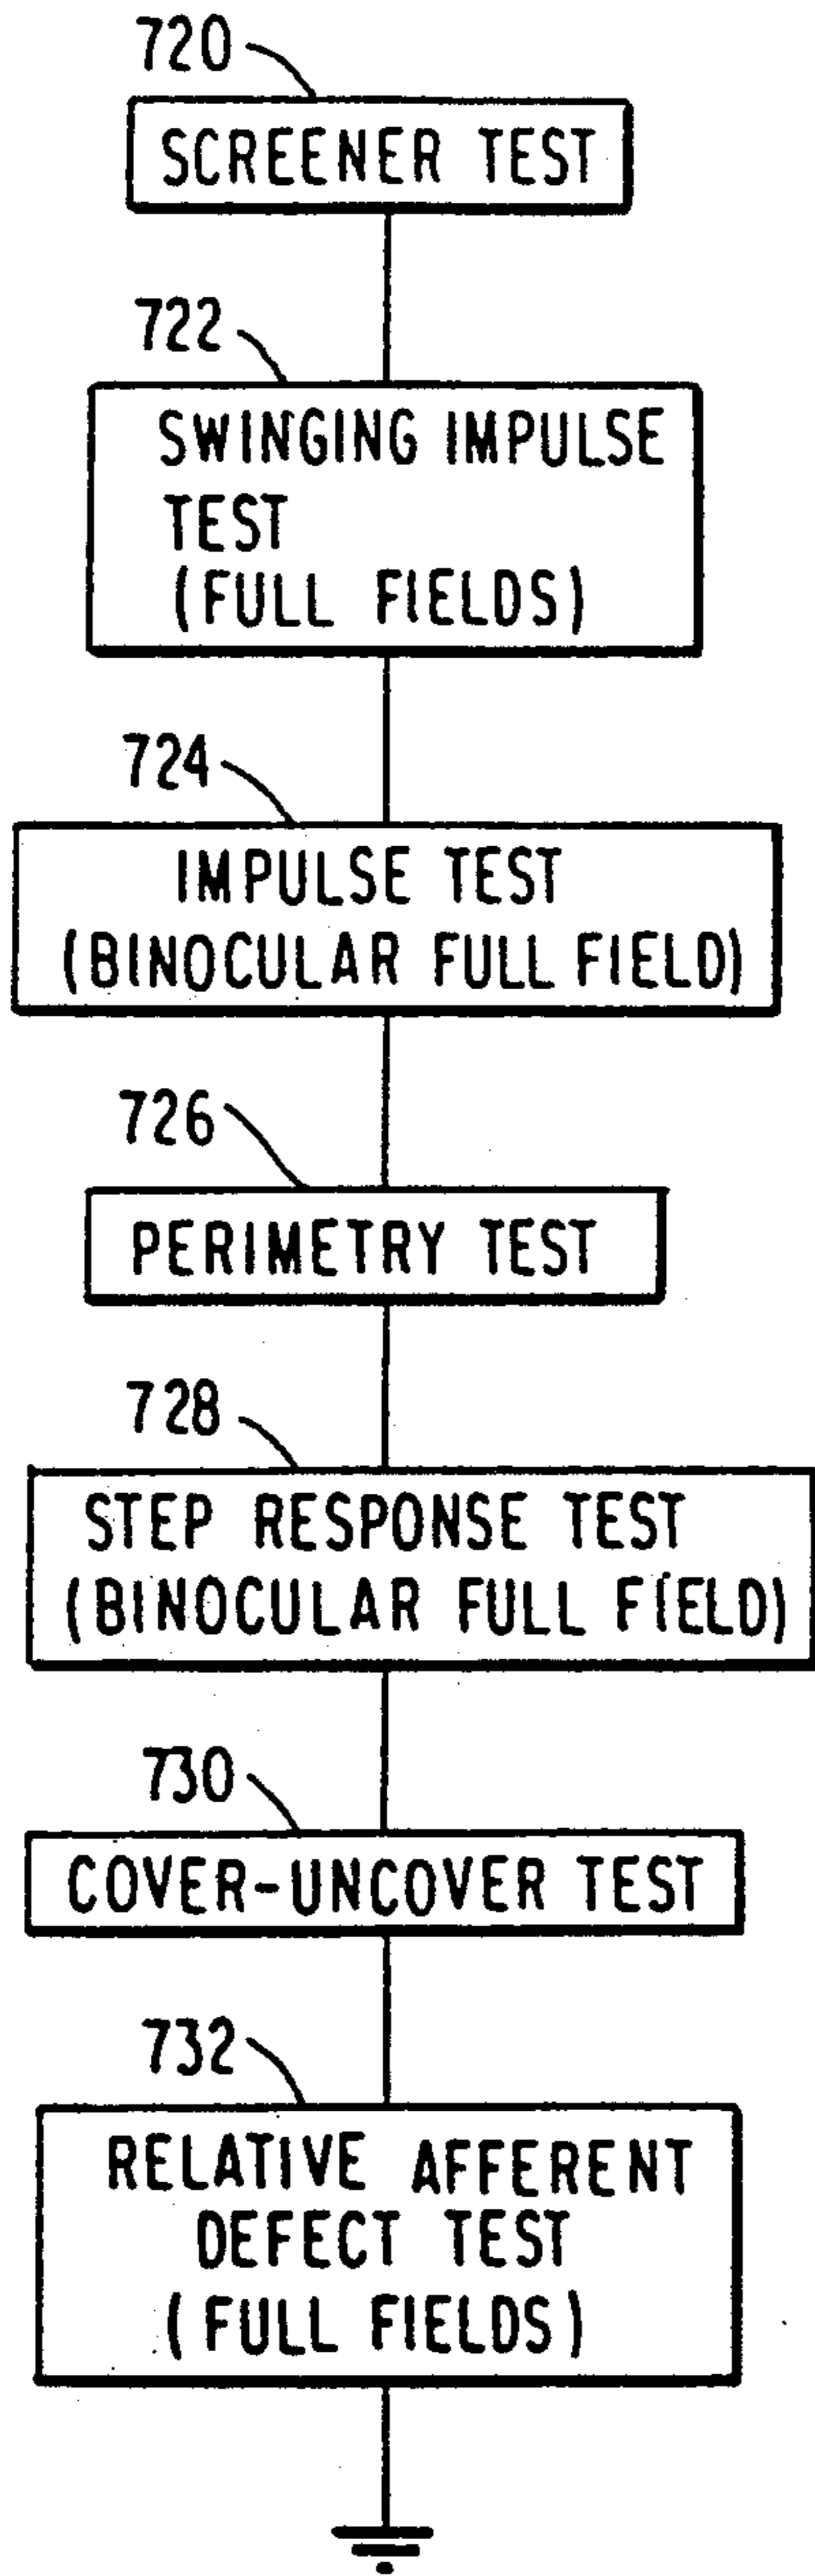 720
SCREENER TEST
722
SWINGING IMPULSE
TEST
(FULL FIELDS)
724
IMPULSE TEST
(BINOCULAR FULL FIELD)
726
PERIMETRY TEST
728
STEP RESPONSE TEST
(BINOCULAR FULL FIELD)
730
COVER-UNCOVER TEST
732
RELATIVE AFFERENT
DEFECT TEST
(FULL FIELDS)